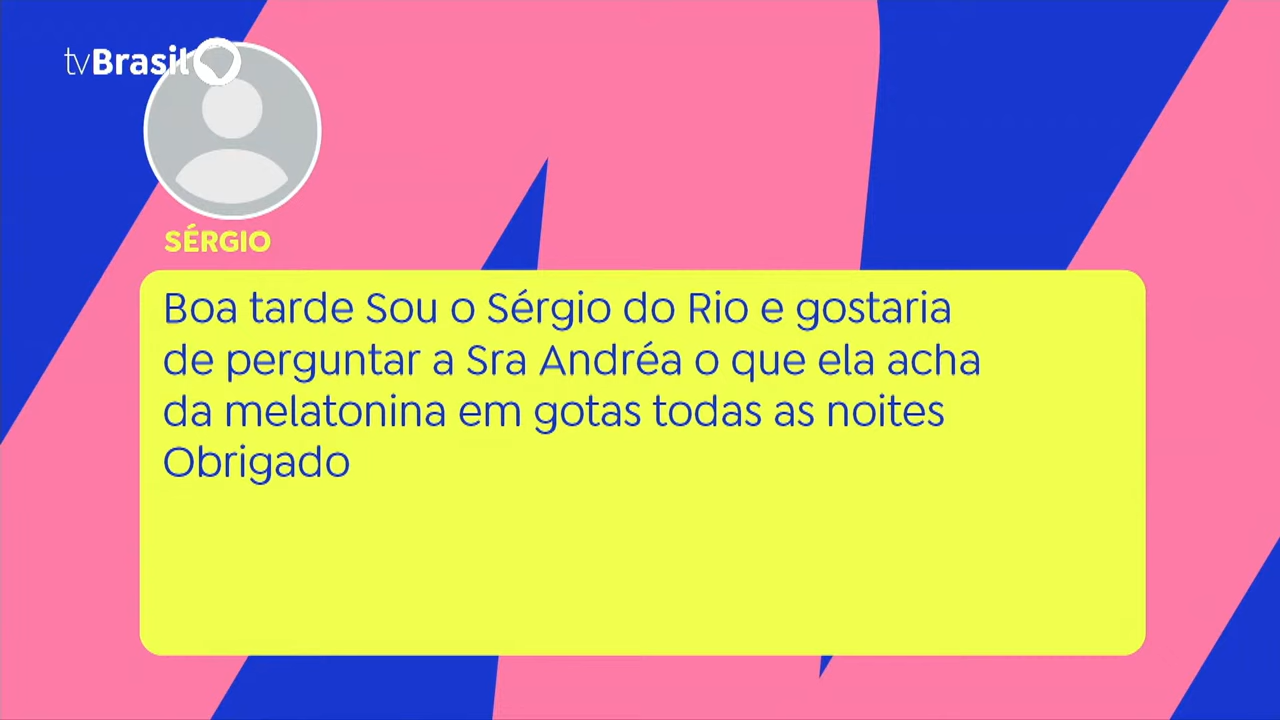 tvBrasil
SÉRGIO
Boa tarde Sou o Sérgio do Rio e gostaria
de perguntar a Sra Andréa o que ela acha
da melatonina em gotas todas as noites
Obrigado